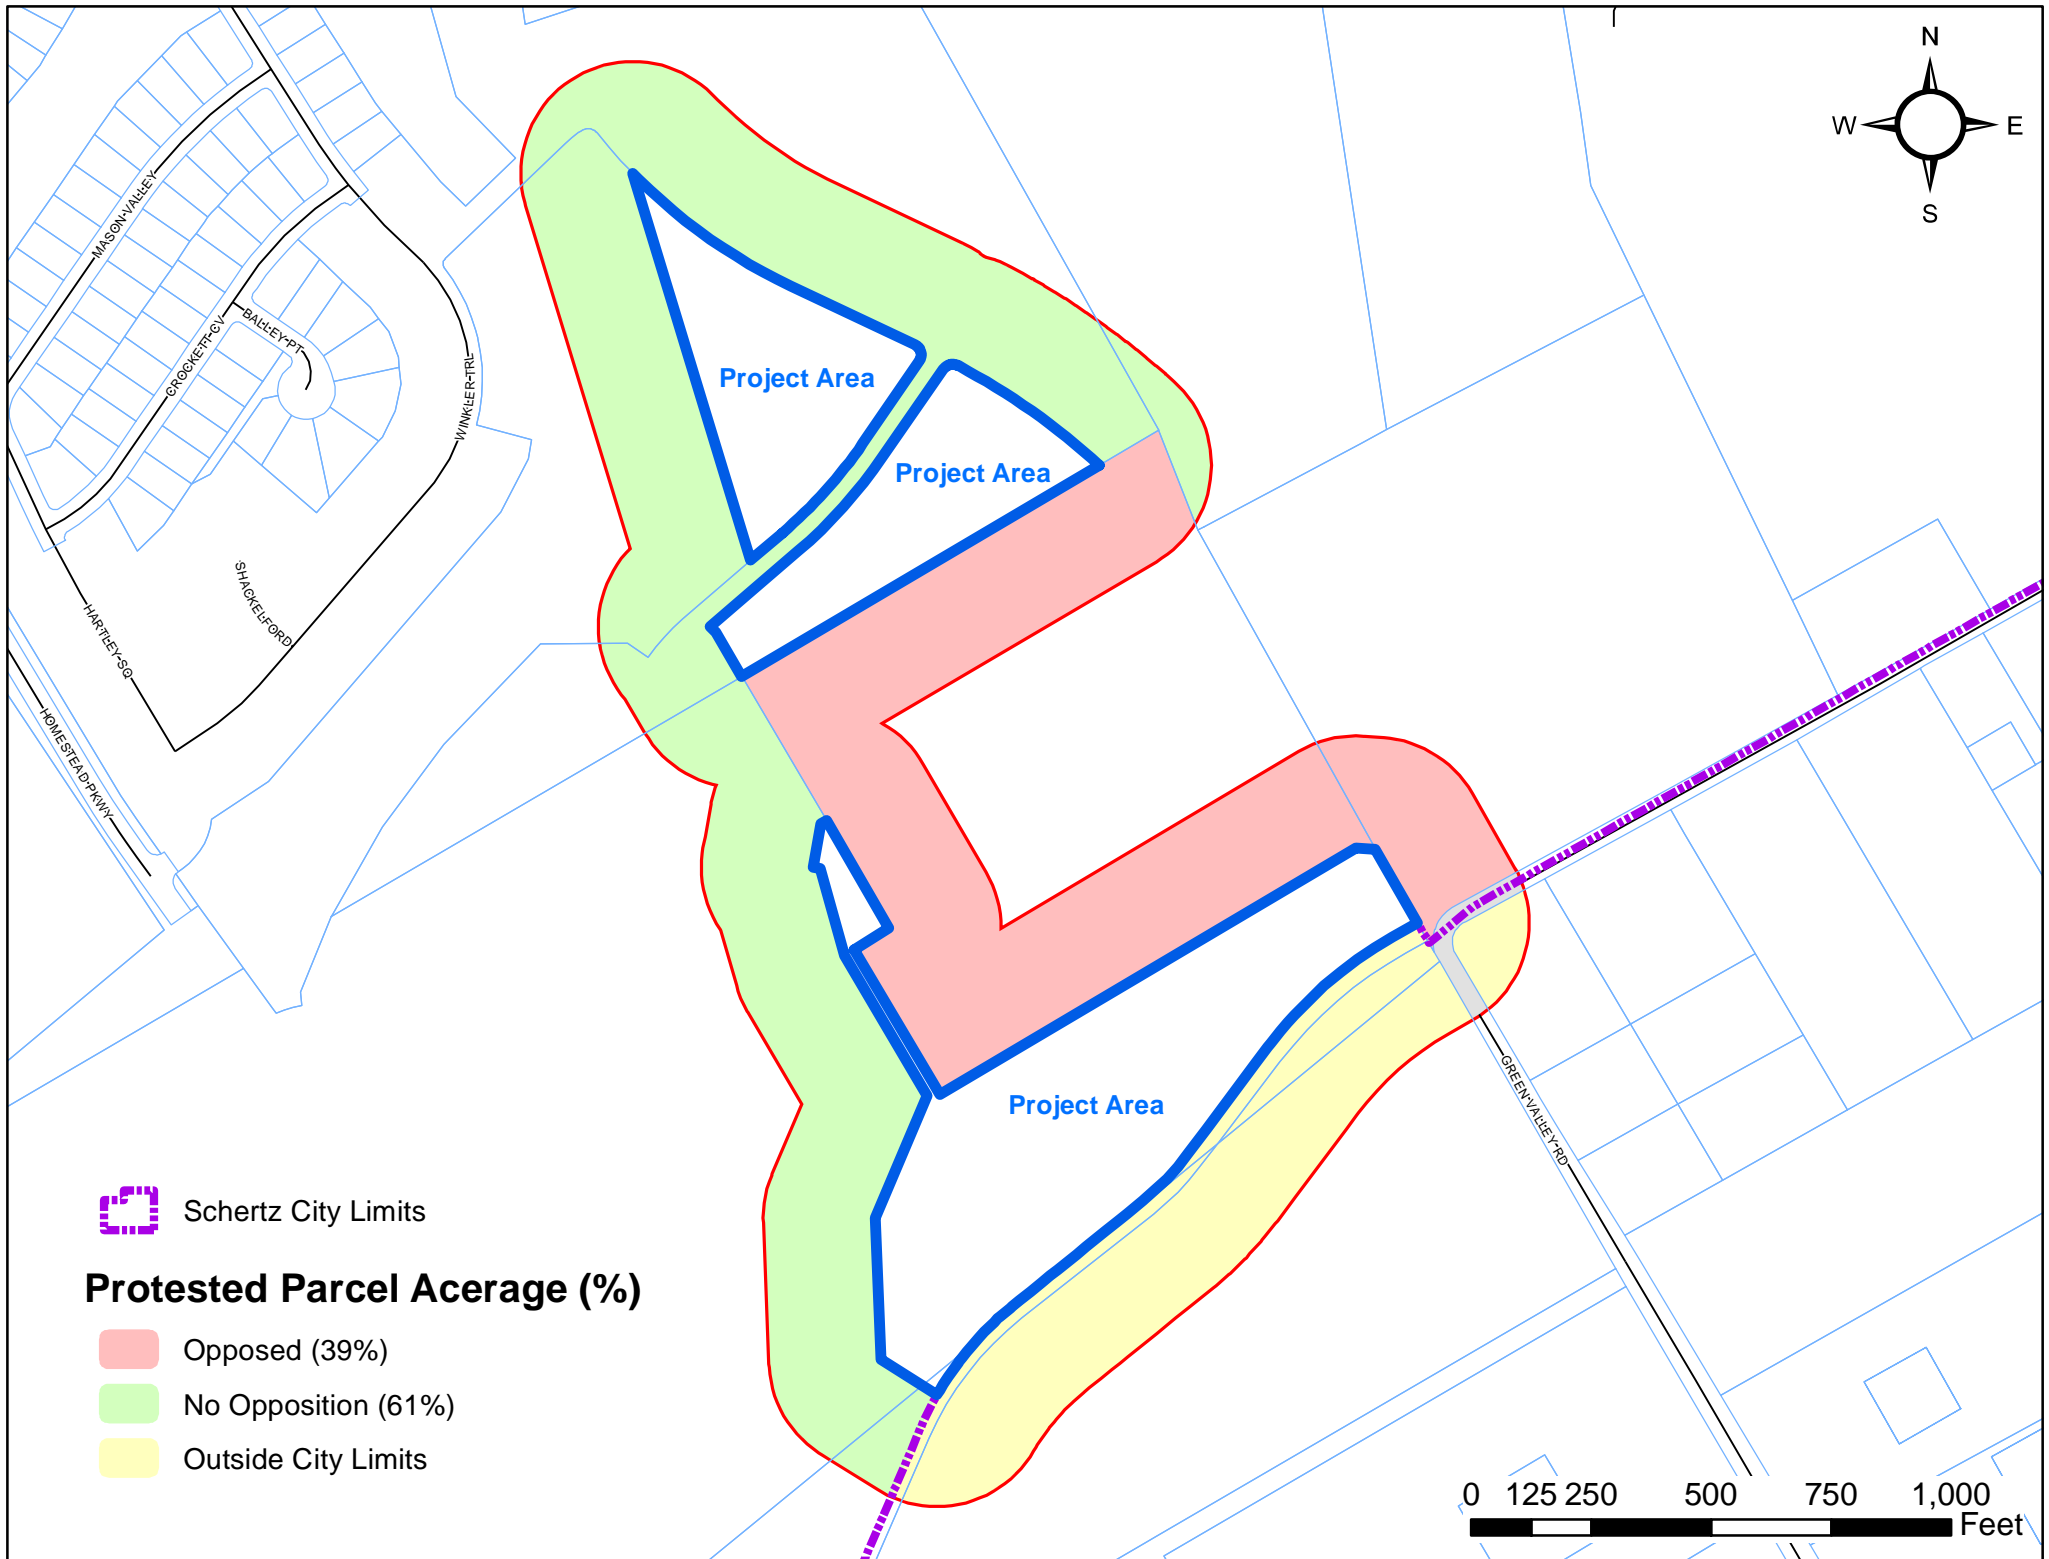 N
W
E
S
MASON VALLEY
CROCKETT CV
BALLEY PT
WINKLER TRL
SHACKELFORD
HARTLEY SQ
HOMESTEAD PKWY
Project Area
Project Area
Project Area
GREEN VALLEY RD
Schertz City Limits
Protested Parcel Acerage (%)
Opposed (39%)
No Opposition (61%)
Outside City Limits
0 125 250 500 750 1,000
Feet